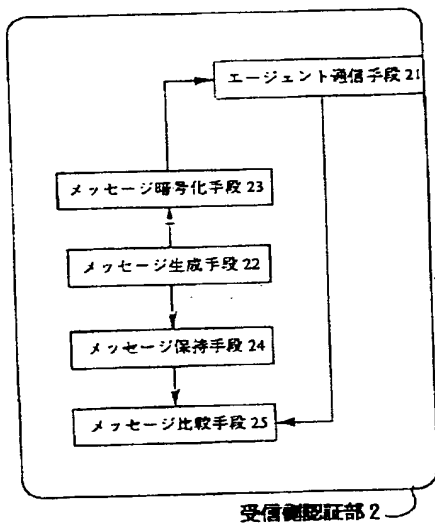 エージェント通信手段21
メッセージ暗号化手段23
メッセージ生成手段22
メッセージ保持手段24
メッセージ比較手段25
受信側認証部2